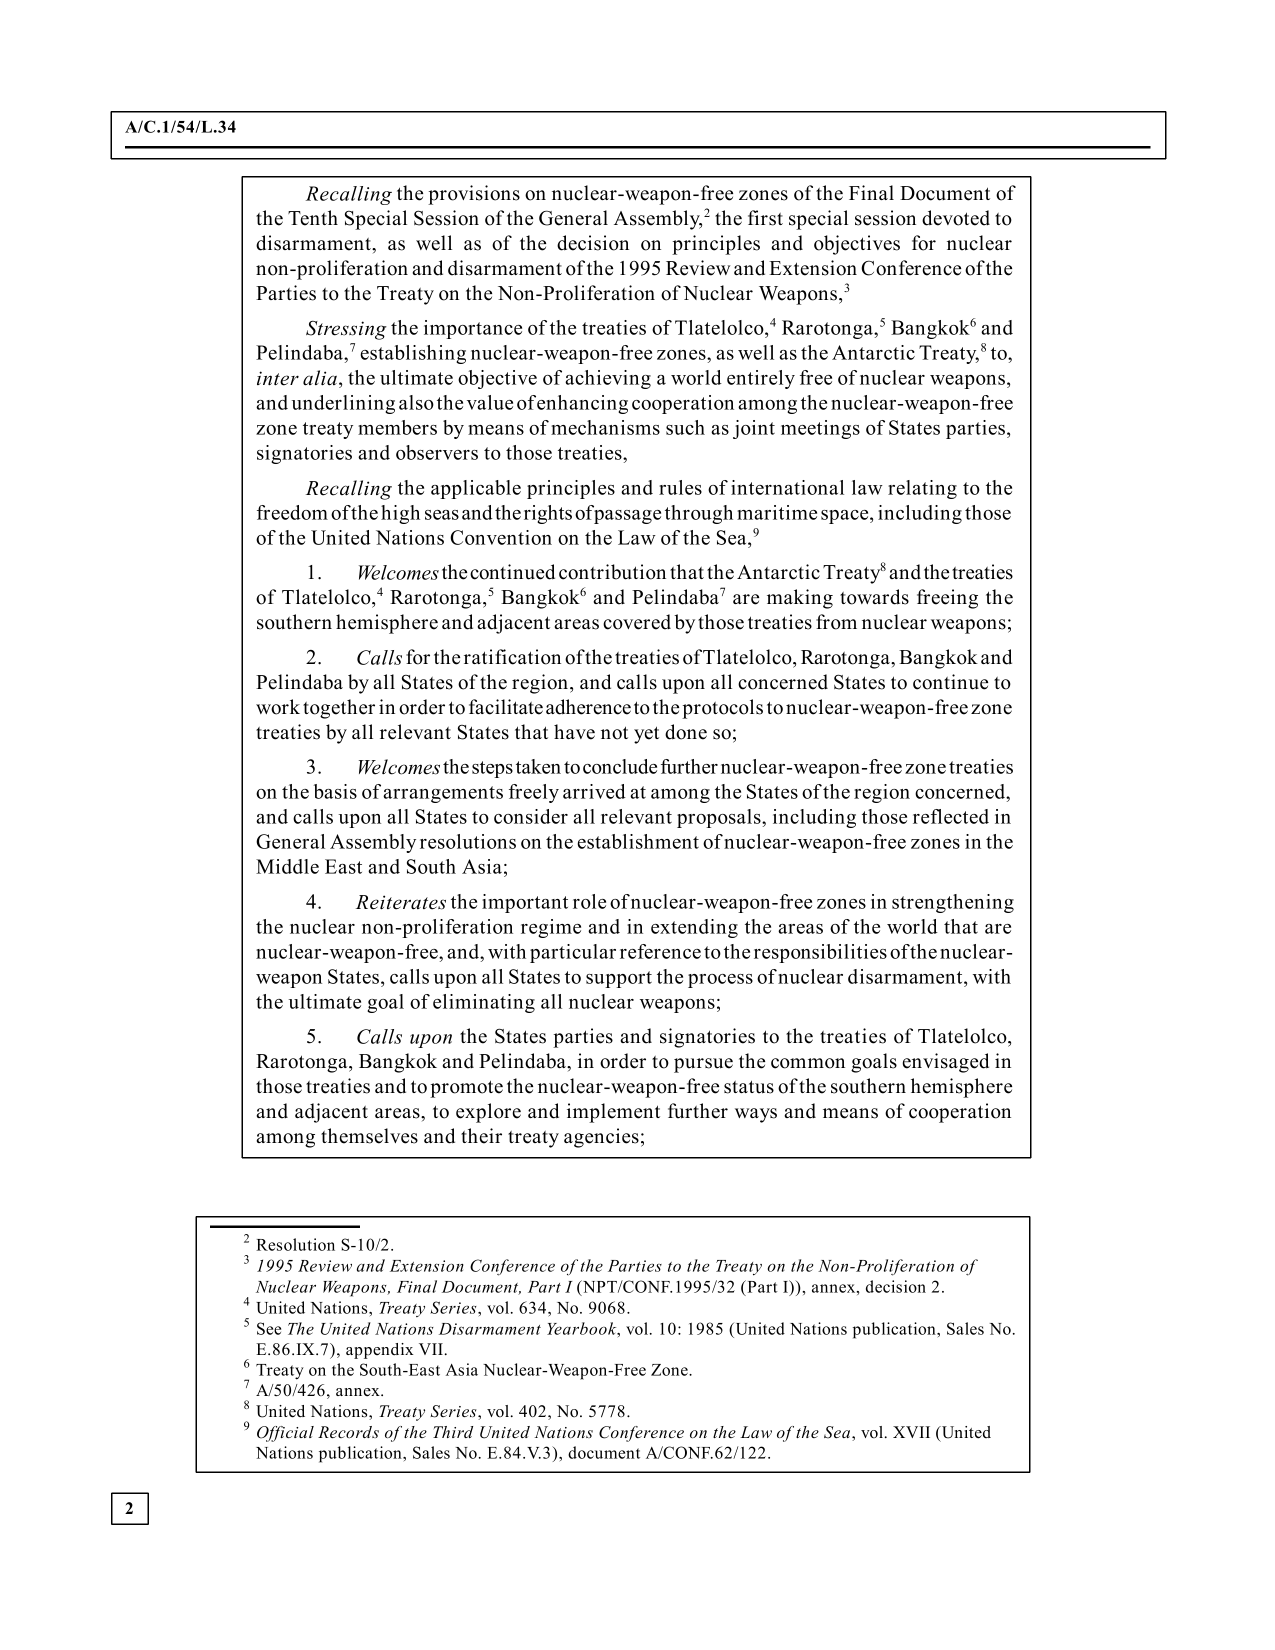 A/C.1/54/L.34
Recalling the provisions on nuclear-weapon-free zones of the Final Document of
the Tenth Special Session of the General Assembly,² the first special session devoted to
disarmament, as well as of the decision on principles and objectives for nuclear
non-proliferation and disarmament of the 1995 Review and Extension Conference of the
Parties to the Treaty on the Non-Proliferation of Nuclear Weapons,³
Stressing the importance of the treaties of Tlatelolco,⁴ Rarotonga,⁵ Bangkok⁶ and
Pelindaba,⁷ establishing nuclear-weapon-free zones, as well as the Antarctic Treaty,⁸ to,
inter alia, the ultimate objective of achieving a world entirely free of nuclear weapons,
and underlining also the value of enhancing cooperation among the nuclear-weapon-free
zone treaty members by means of mechanisms such as joint meetings of States parties,
signatories and observers to those treaties,
Recalling the applicable principles and rules of international law relating to the
freedom of the high seas and the rights of passage through maritime space, including those
of the United Nations Convention on the Law of the Sea,⁹
1. Welcomes the continued contribution that the Antarctic Treaty⁸ and the treaties
of Tlatelolco,⁴ Rarotonga,⁵ Bangkok⁶ and Pelindaba⁷ are making towards freeing the
southern hemisphere and adjacent areas covered by those treaties from nuclear weapons;
2. Calls for the ratification of the treaties of Tlatelolco, Rarotonga, Bangkok and
Pelindaba by all States of the region, and calls upon all concerned States to continue to
work together in order to facilitate adherence to the protocols to nuclear-weapon-free zone
treaties by all relevant States that have not yet done so;
3. Welcomes the steps taken to conclude further nuclear-weapon-free zone treaties
on the basis of arrangements freely arrived at among the States of the region concerned,
and calls upon all States to consider all relevant proposals, including those reflected in
General Assembly resolutions on the establishment of nuclear-weapon-free zones in the
Middle East and South Asia;
4. Reiterates the important role of nuclear-weapon-free zones in strengthening
the nuclear non-proliferation regime and in extending the areas of the world that are
nuclear-weapon-free, and, with particular reference to the responsibilities of the nuclear-
weapon States, calls upon all States to support the process of nuclear disarmament, with
the ultimate goal of eliminating all nuclear weapons;
5. Calls upon the States parties and signatories to the treaties of Tlatelolco,
Rarotonga, Bangkok and Pelindaba, in order to pursue the common goals envisaged in
those treaties and to promote the nuclear-weapon-free status of the southern hemisphere
and adjacent areas, to explore and implement further ways and means of cooperation
among themselves and their treaty agencies;
² Resolution S-10/2.
³ 1995 Review and Extension Conference of the Parties to the Treaty on the Non-Proliferation of
Nuclear Weapons, Final Document, Part I (NPT/CONF.1995/32 (Part I)), annex, decision 2.
⁴ United Nations, Treaty Series, vol. 634, No. 9068.
⁵ See The United Nations Disarmament Yearbook, vol. 10: 1985 (United Nations publication, Sales No.
E.86.IX.7), appendix VII.
⁶ Treaty on the South-East Asia Nuclear-Weapon-Free Zone.
⁷ A/50/426, annex.
⁸ United Nations, Treaty Series, vol. 402, No. 5778.
⁹ Official Records of the Third United Nations Conference on the Law of the Sea, vol. XVII (United
Nations publication, Sales No. E.84.V.3), document A/CONF.62/122.
2